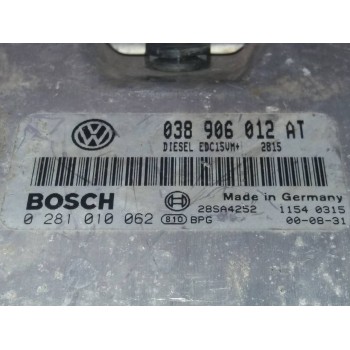 038 906 012 AT
DIESEL EDC15VM+ 2815
BOSCH
Made in Germany
28SA4252 1154 0315
0 281 010 062 810 BPG 00-08-31